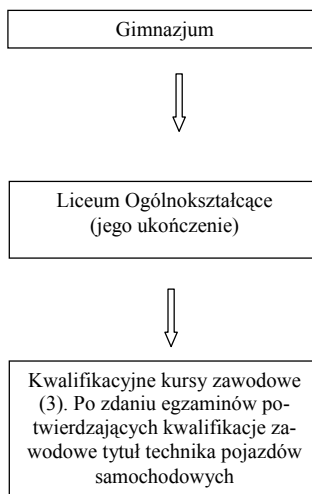 Gimnazjum
Liceum Ogólnokształcące
(jego ukończenie)
Kwalifikacyjne kursy zawodowe
(3). Po zdaniu egzaminów po-
twierdzających kwalifikacje za-
wodowe tytuł technika pojazdów
samochodowych